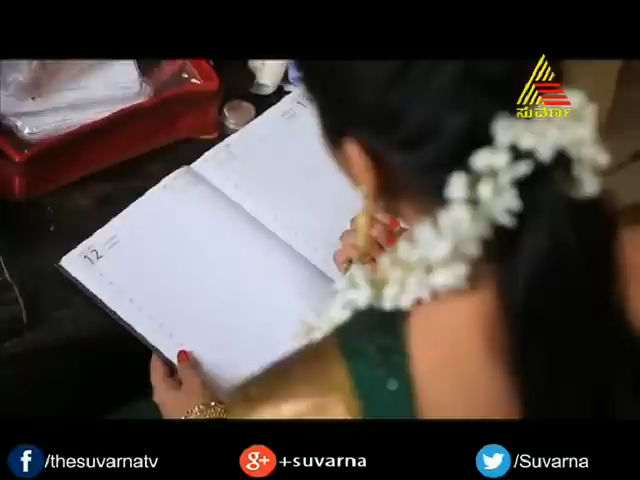 ಸುವರ್ಣ
12
/thesuvarnatv
+suvarna
/Suvarna